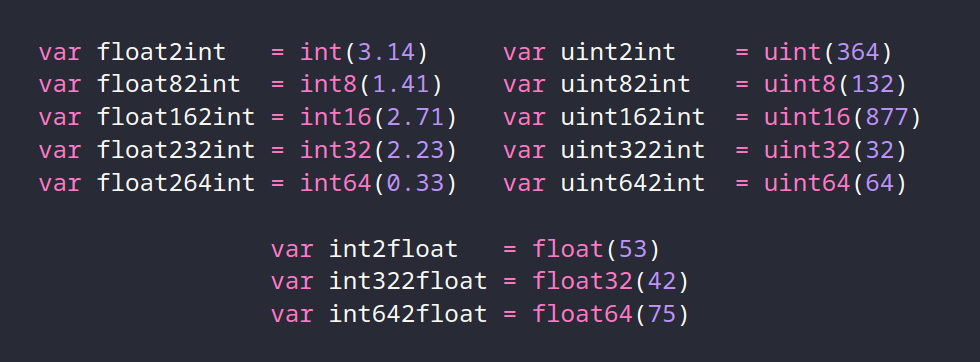 var float2int   = int(3.14)
var float82int  = int8(1.41)
var float162int = int16(2.71)
var float232int = int32(2.23)
var float264int = int64(0.33)
var uint2int    = uint(364)
var uint82int   = uint8(132)
var uint162int  = uint16(877)
var uint322int  = uint32(32)
var uint642int  = uint64(64)
var int2float   = float(53)
var int322float = float32(42)
var int642float = float64(75)